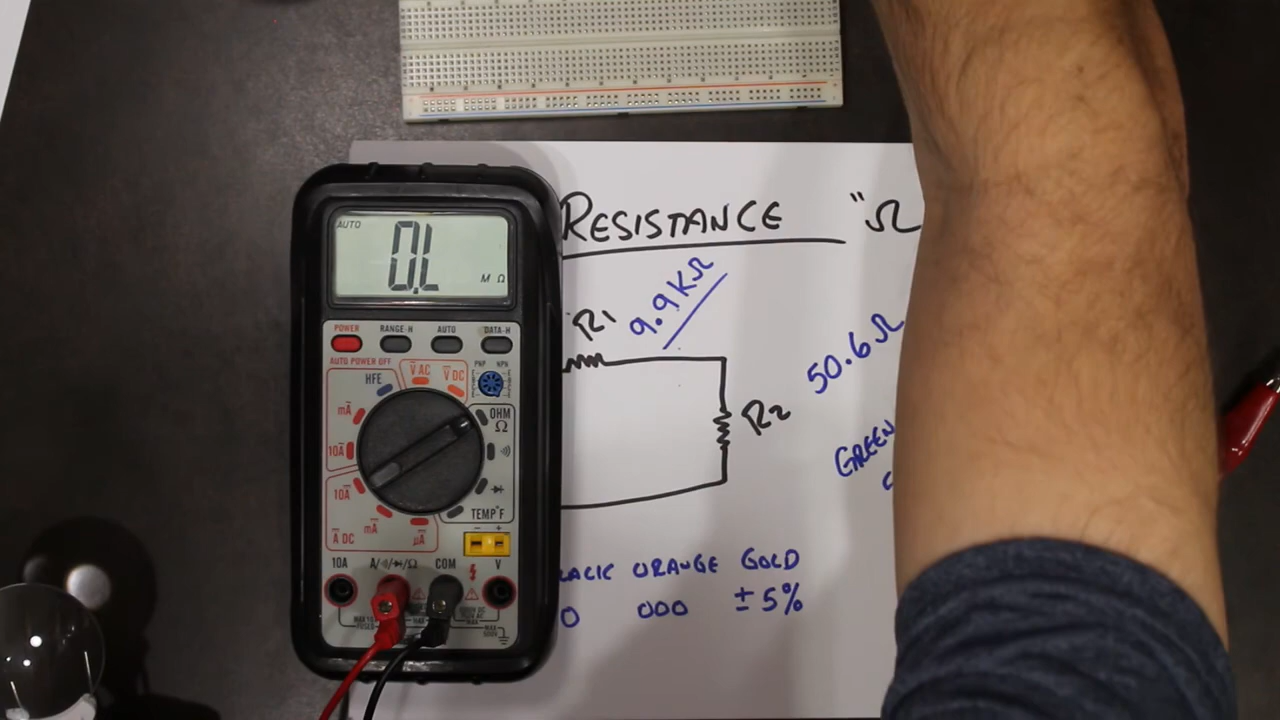 RESISTANCE "Ω
AUTO
O.L
M Ω
R1
9.9KΩ
POWER RANGE-H AUTO DATA-H
AUTO POWER OFF
HFE
V AC
V DC
PNP NPN
50.6Ω
mA
OHM
Ω
R2
10A
GREEN
10A
TEMP°F
A DC
mA
µA
- +
10A A/•))/Ω COM V
LACK ORANGE GOLD
0 000 ±5%